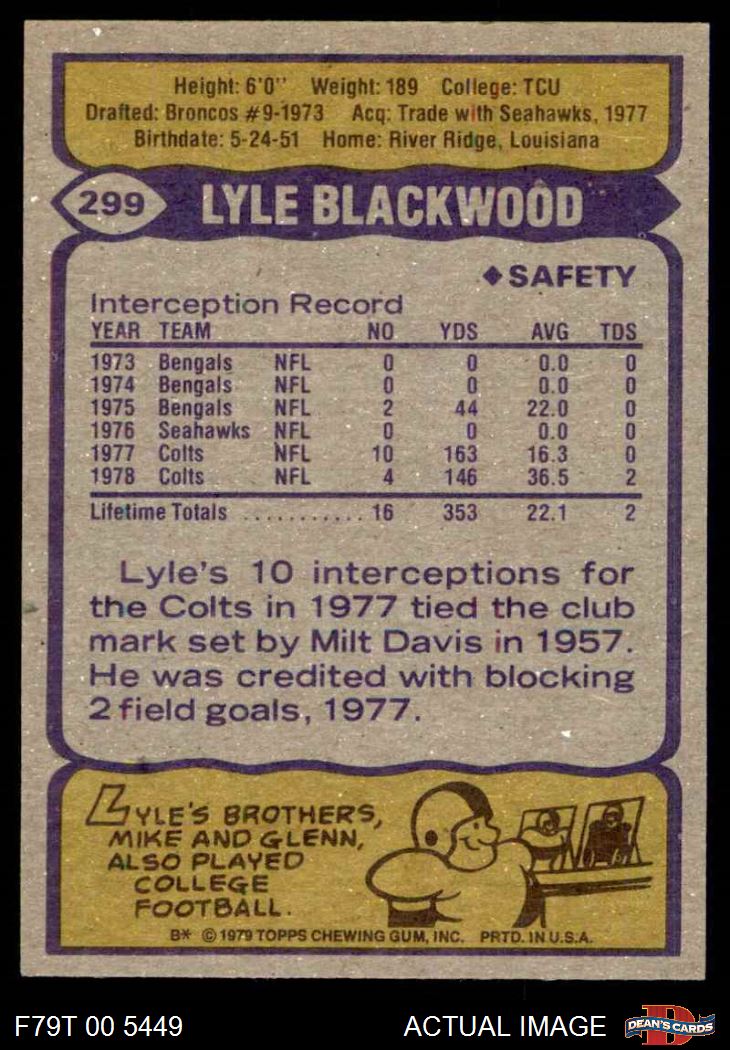 Height: 6'0" Weight: 189 College: TCU
Drafted: Broncos #9-1973 Acq: Trade with Seahawks, 1977
Birthdate: 5-24-51 Home: River Ridge, Louisiana
299 LYLE BLACKWOOD
◆SAFETY
Interception Record
YEAR TEAM NO YDS AVG TDS
1973 Bengals NFL 0 0 0.0 0
1974 Bengals NFL 0 0 0.0 0
1975 Bengals NFL 2 44 22.0 0
1976 Seahawks NFL 0 0 0.0 0
1977 Colts NFL 10 163 16.3 0
1978 Colts NFL 4 146 36.5 2
Lifetime Totals ........... 16 353 22.1 2
Lyle's 10 interceptions for
the Colts in 1977 tied the club
mark set by Milt Davis in 1957.
He was credited with blocking
2 field goals, 1977.
LYLE'S BROTHERS,
MIKE AND GLENN,
ALSO PLAYED
COLLEGE
FOOTBALL.
B* © 1979 TOPPS CHEWING GUM, INC. PRTD. IN U.S.A.
F79T 00 5449 ACTUAL IMAGE D DEAN'S CARDS